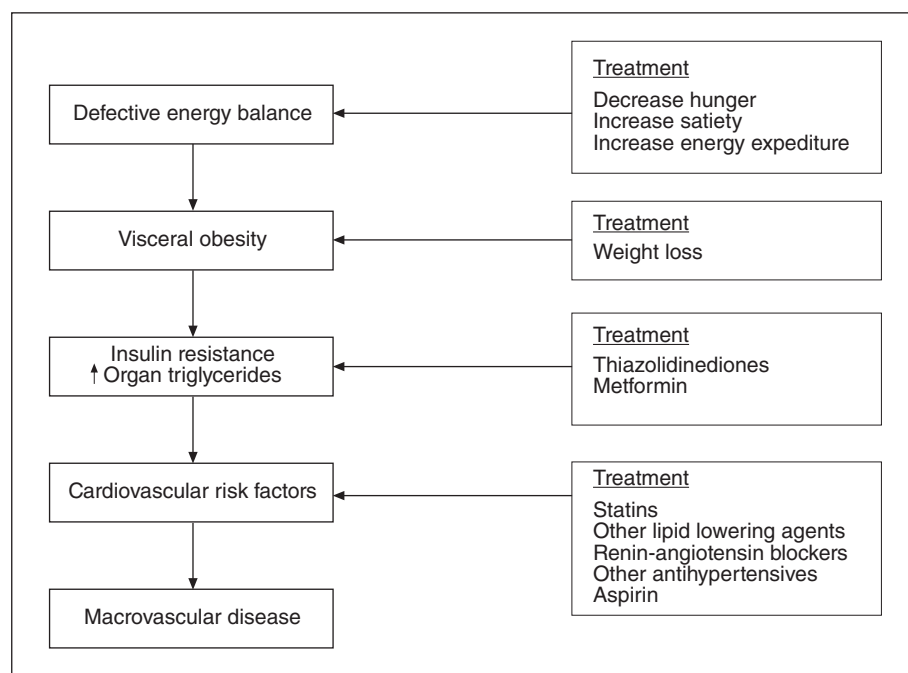 Defective energy balance
Treatment
Decrease hunger
Increase satiety
Increase energy expediture
Visceral obesity
Treatment
Weight loss
Insulin resistance
↑ Organ triglycerides
Treatment
Thiazolidinediones
Metformin
Cardiovascular risk factors
Treatment
Statins
Other lipid lowering agents
Renin-angiotensin blockers
Other antihypertensives
Aspirin
Macrovascular disease